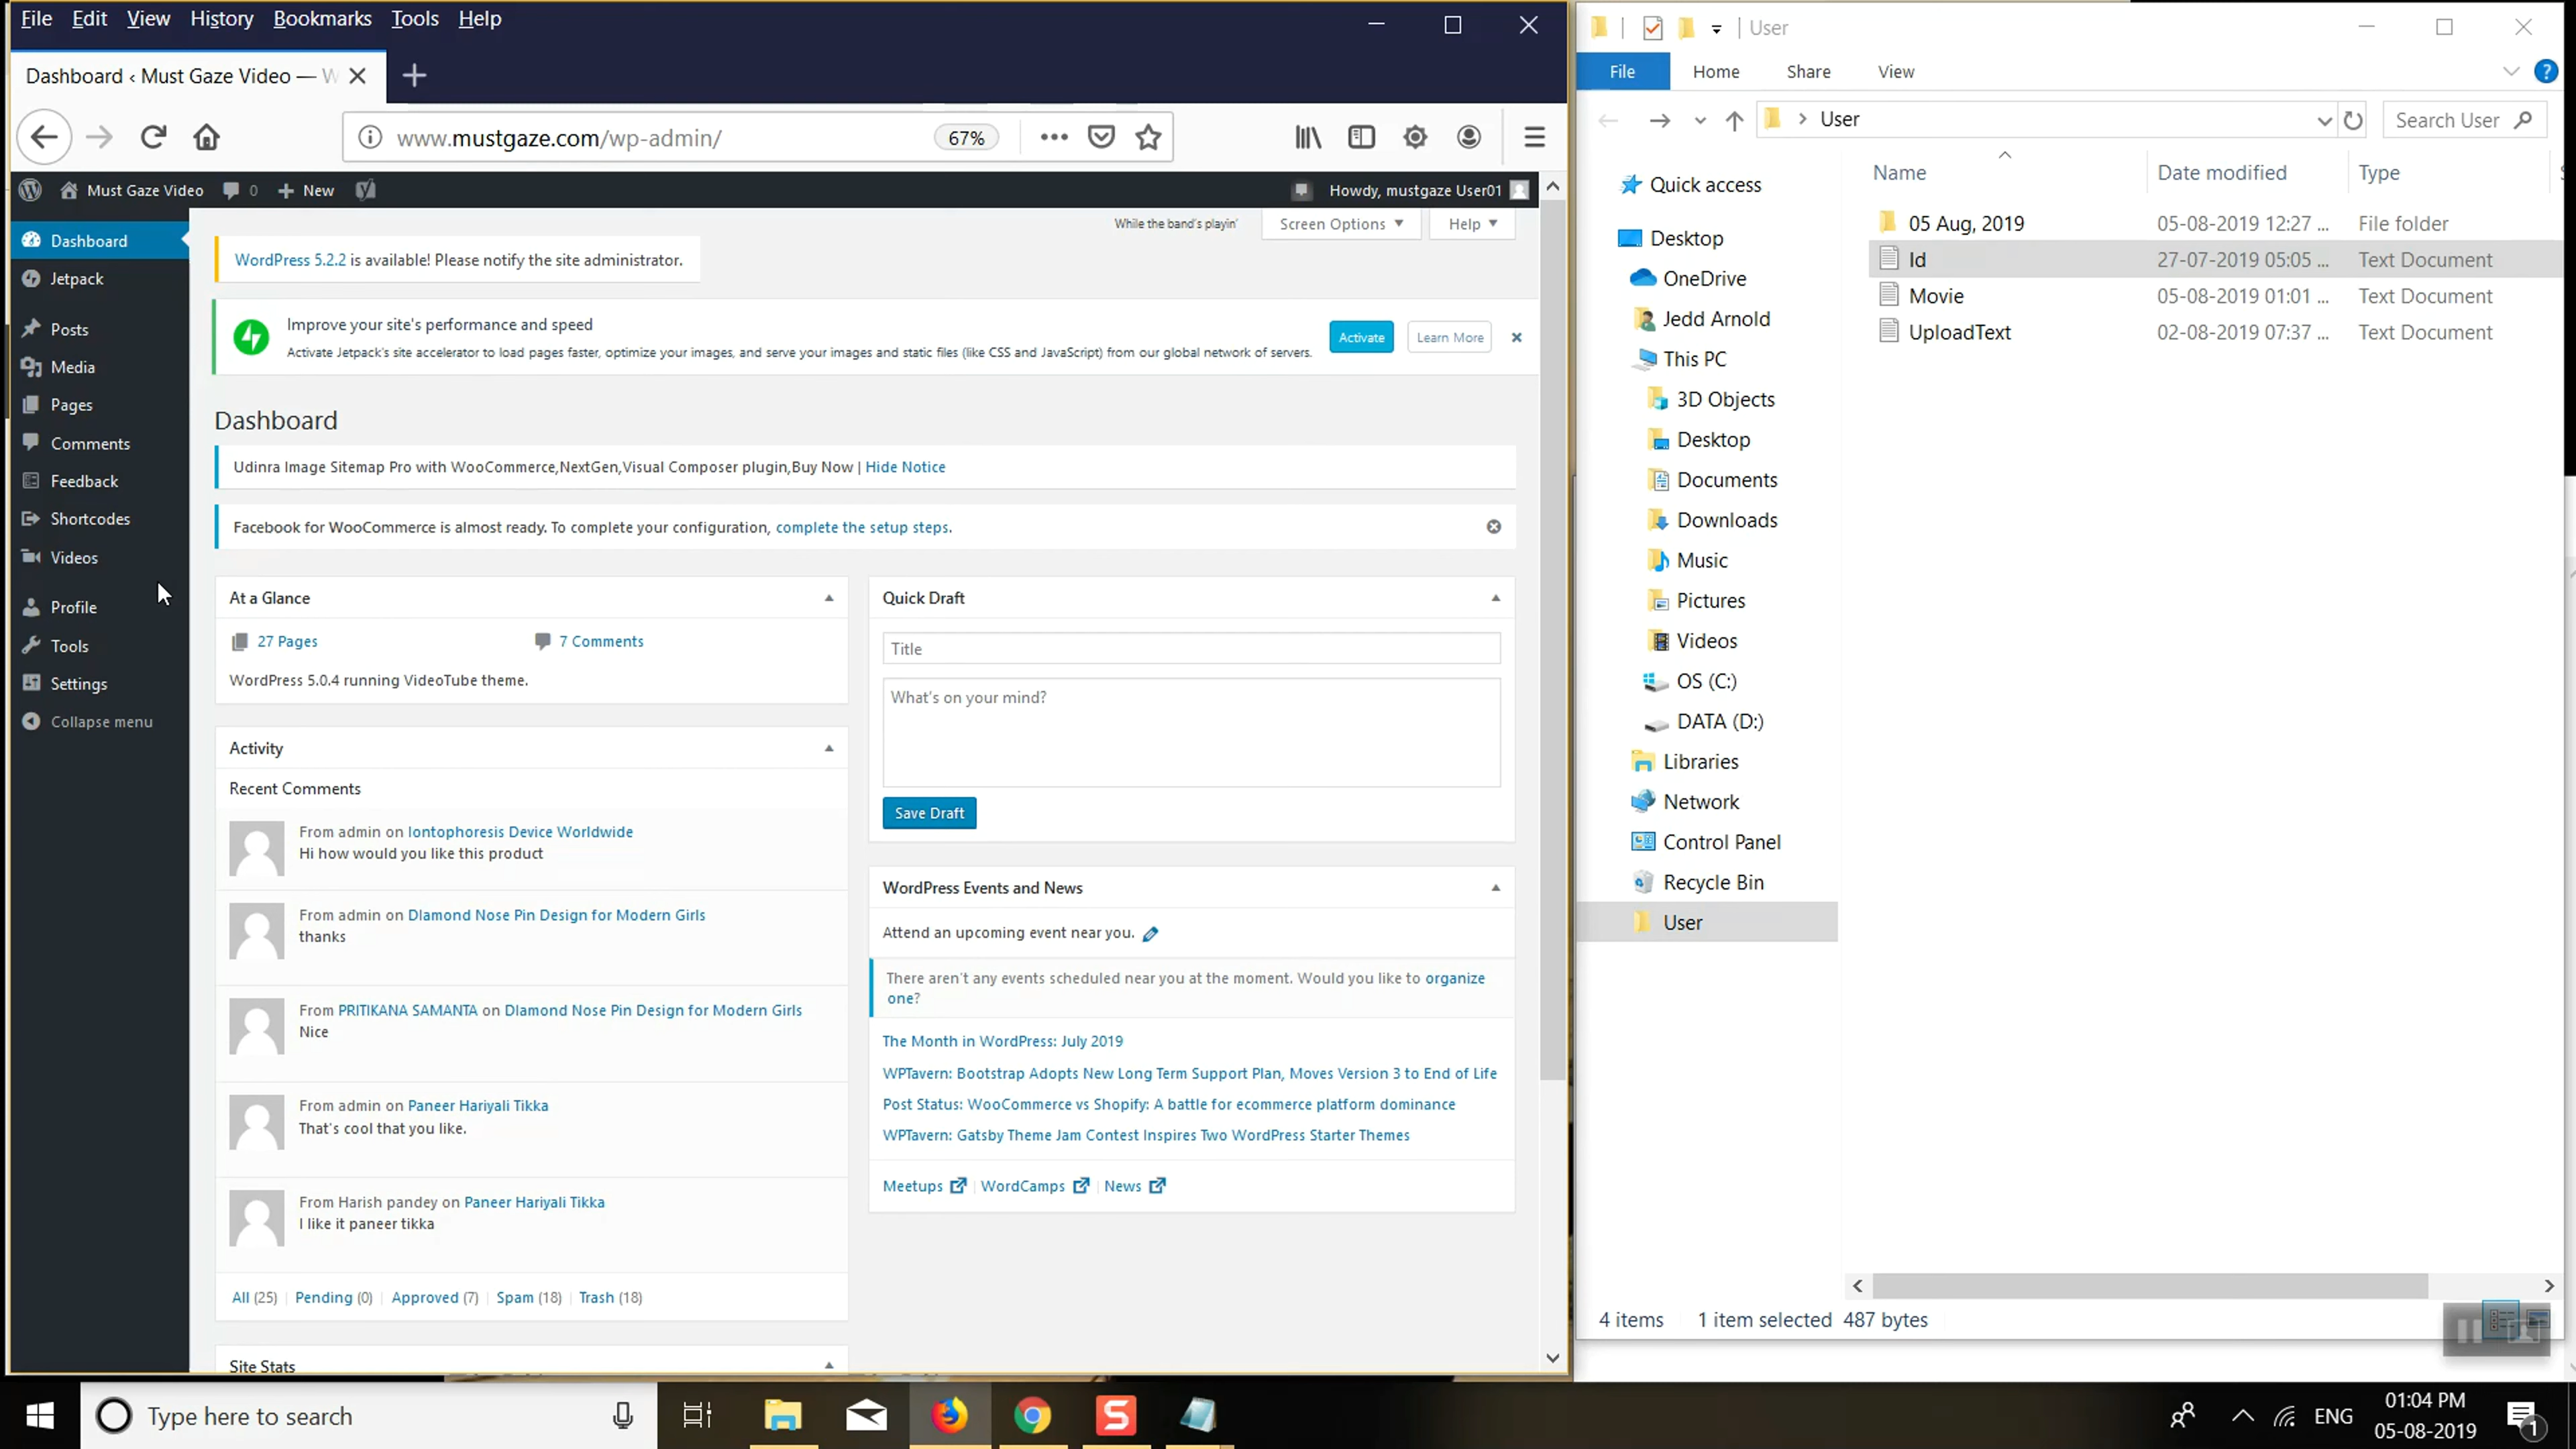 File Edit View History Bookmarks Tools Help
Dashboard ‹ Must Gaze Video — W
www.mustgaze.com/wp-admin/
67%
Must Gaze Video 0 + New
Howdy, mustgaze User01
Dashboard
Jetpack
Posts
Media
Pages
Comments
Feedback
Shortcodes
Videos
Profile
Tools
Settings
Collapse menu
While the band's playin'
Screen Options
Help
WordPress 5.2.2 is available! Please notify the site administrator.
Improve your site's performance and speed
Activate Jetpack's site accelerator to load pages faster, optimize your images, and serve your images and static files (like CSS and JavaScript) from our global network of servers.
Activate
Learn More
Dashboard
Udinra Image Sitemap Pro with WooCommerce,NextGen,Visual Composer plugin,Buy Now | Hide Notice
Facebook for WooCommerce is almost ready. To complete your configuration, complete the setup steps.
At a Glance
27 Pages
7 Comments
WordPress 5.0.4 running VideoTube theme.
Activity
Recent Comments
From admin on Iontophoresis Device Worldwide
Hi how would you like this product
From admin on DIamond Nose Pin Design for Modern Girls
thanks
From PRITIKANA SAMANTA on DIamond Nose Pin Design for Modern Girls
Nice
From admin on Paneer Hariyali Tikka
That's cool that you like.
From Harish pandey on Paneer Hariyali Tikka
I like it paneer tikka
All (25) | Pending (0) | Approved (7) | Spam (18) | Trash (18)
Site Stats
Quick Draft
Title
What's on your mind?
Save Draft
WordPress Events and News
Attend an upcoming event near you.
There aren't any events scheduled near you at the moment. Would you like to organize
one?
The Month in WordPress: July 2019
WPTavern: Bootstrap Adopts New Long Term Support Plan, Moves Version 3 to End of Life
Post Status: WooCommerce vs Shopify: A battle for ecommerce platform dominance
WPTavern: Gatsby Theme Jam Contest Inspires Two WordPress Starter Themes
Meetups | WordCamps | News
User
File Home Share View
User
Search User
Quick access
Desktop
OneDrive
Jedd Arnold
This PC
3D Objects
Desktop
Documents
Downloads
Music
Pictures
Videos
OS (C:)
DATA (D:)
Libraries
Network
Control Panel
Recycle Bin
User
Name Date modified Type
05 Aug, 2019 05-08-2019 12:27 ... File folder
Id 27-07-2019 05:05 ... Text Document
Movie 05-08-2019 01:01 ... Text Document
UploadText 02-08-2019 07:37 ... Text Document
4 items 1 item selected 487 bytes
Type here to search
ENG
01:04 PM
05-08-2019
1